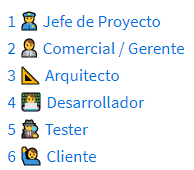 1 👮 Jefe de Proyecto
2 🤵 Comercial / Gerente
3 📐 Arquitecto
4 👨‍💻 Desarrollador
5 🕵 Tester
6 🙋 Cliente